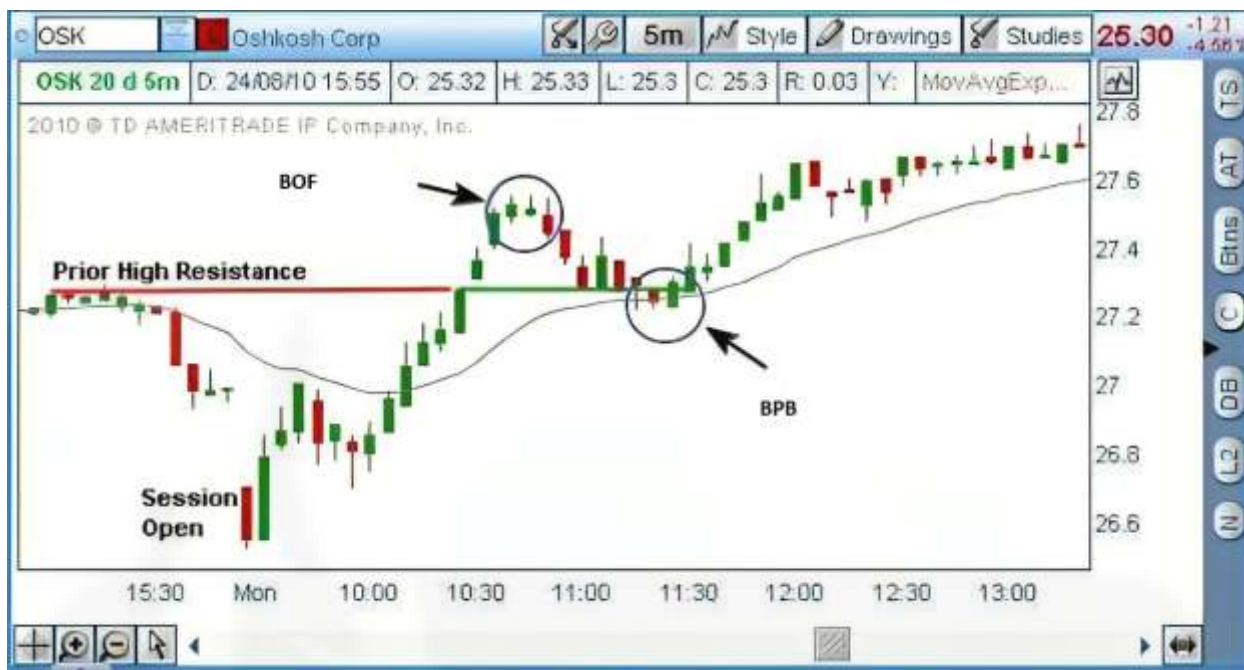 OSK Oshkosh Corp 5m Style Drawings Studies 25.30 -1.21
-4.56%
OSK 20 d 5m D: 24/08/10 15:55 O: 25.32 H: 25.33 L: 25.3 C: 25.3 R: 0.03 Y: MovAvgExp...
2010 © TD AMERITRADE IP Company, Inc.
BOF
Prior High Resistance
BPB
Session
Open
27.8
27.6
27.4
27.2
27
26.8
26.6
15:30 Mon 10:00 10:30 11:00 11:30 12:00 12:30 13:00
TS
AT
Btns
C
DB
L2
N